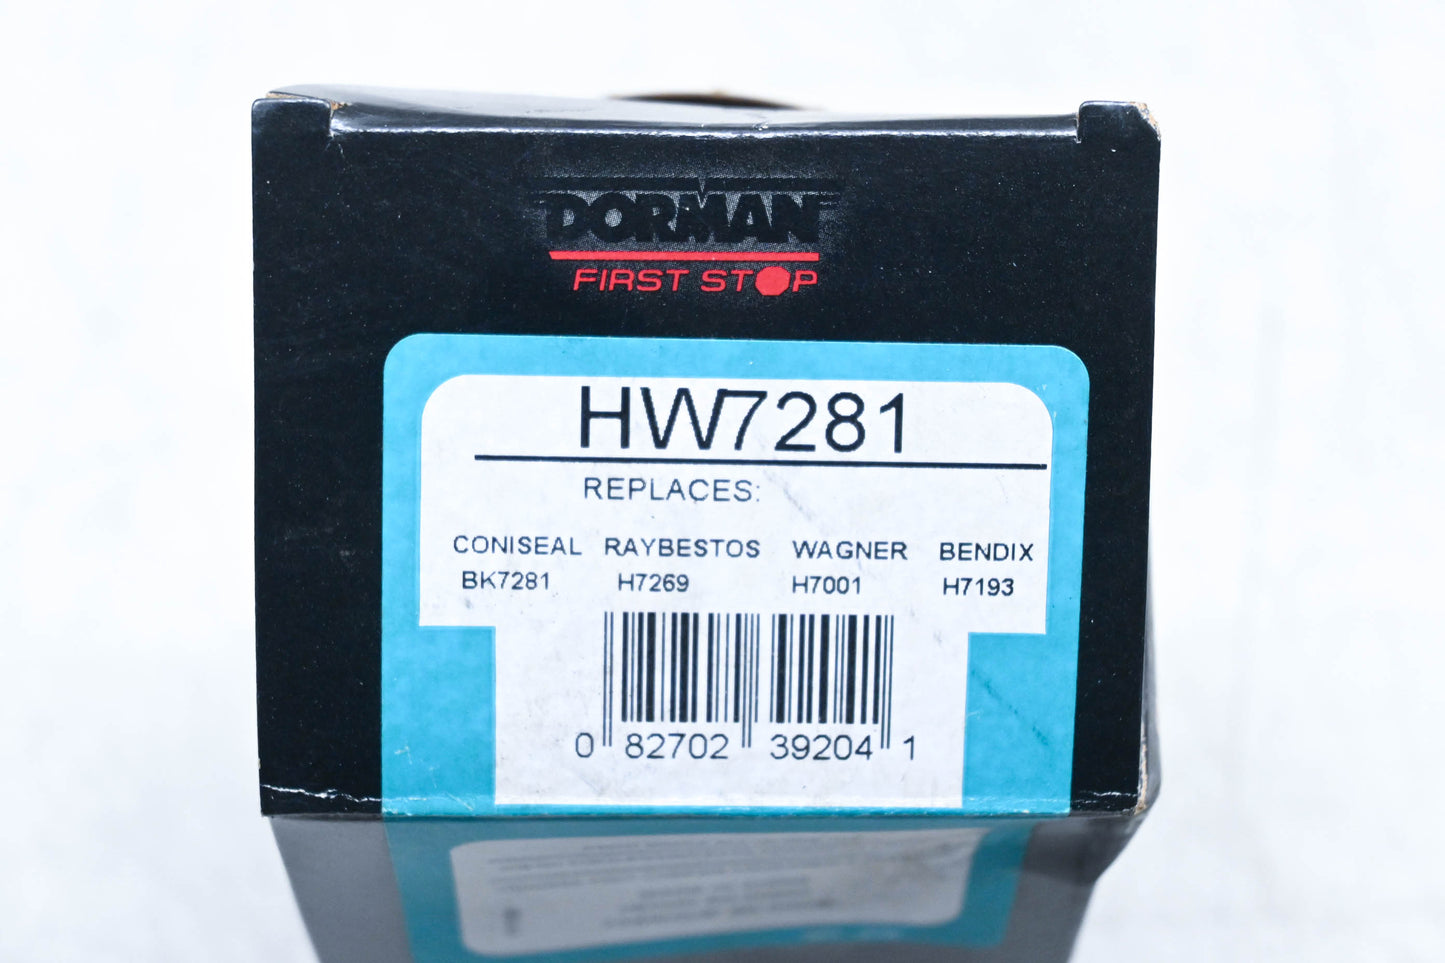 DORMAN
FIRST STOP
HW7281
REPLACES:
CONISEAL RAYBESTOS WAGNER BENDIX
BK7281 H7269 H7001 H7193
0 82702 39204 1